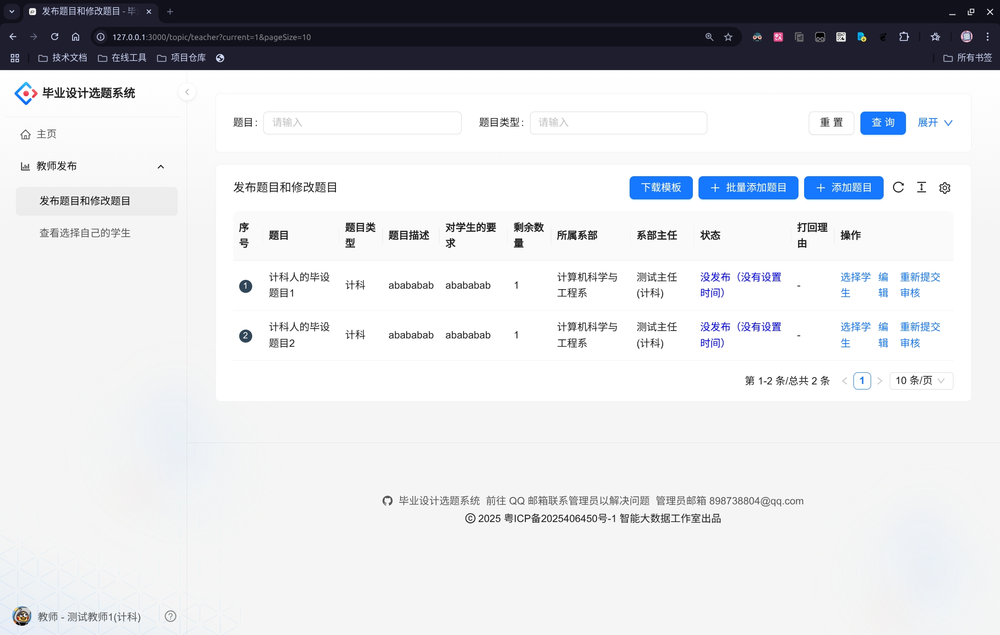 发布题目和修改题目 - 毕
127.0.0.1:3000/topic/teacher?current=1&pageSize=10
技术文档 在线工具 项目仓库 所有书签
毕业设计选题系统
主页
教师发布
发布题目和修改题目
查看选择自己的学生
题目: 请输入 题目类型: 请输入 重 置 查 询 展开
发布题目和修改题目 下载模板 批量添加题目 添加题目
序号 题目 题目类型 题目描述 对学生的要求 剩余数量 所属系部 系部主任 状态 打回理由 操作
1 计科人的毕设题目1 计科 abababab abababab 1 计算机科学与工程系 测试主任(计科) 没发布（没有设置时间） - 选择学生 编辑 重新提交审核
2 计科人的毕设题目2 计科 abababab abababab 1 计算机科学与工程系 测试主任(计科) 没发布（没有设置时间） - 选择学生 编辑 重新提交审核
第 1-2 条/总共 2 条 < 1 > 10 条/页
毕业设计选题系统 前往 QQ 邮箱联系管理员以解决问题 管理员邮箱 898738804@qq.com
© 2025 粤ICP备2025406450号-1 智能大数据工作室出品
教师 - 测试教师1(计科)